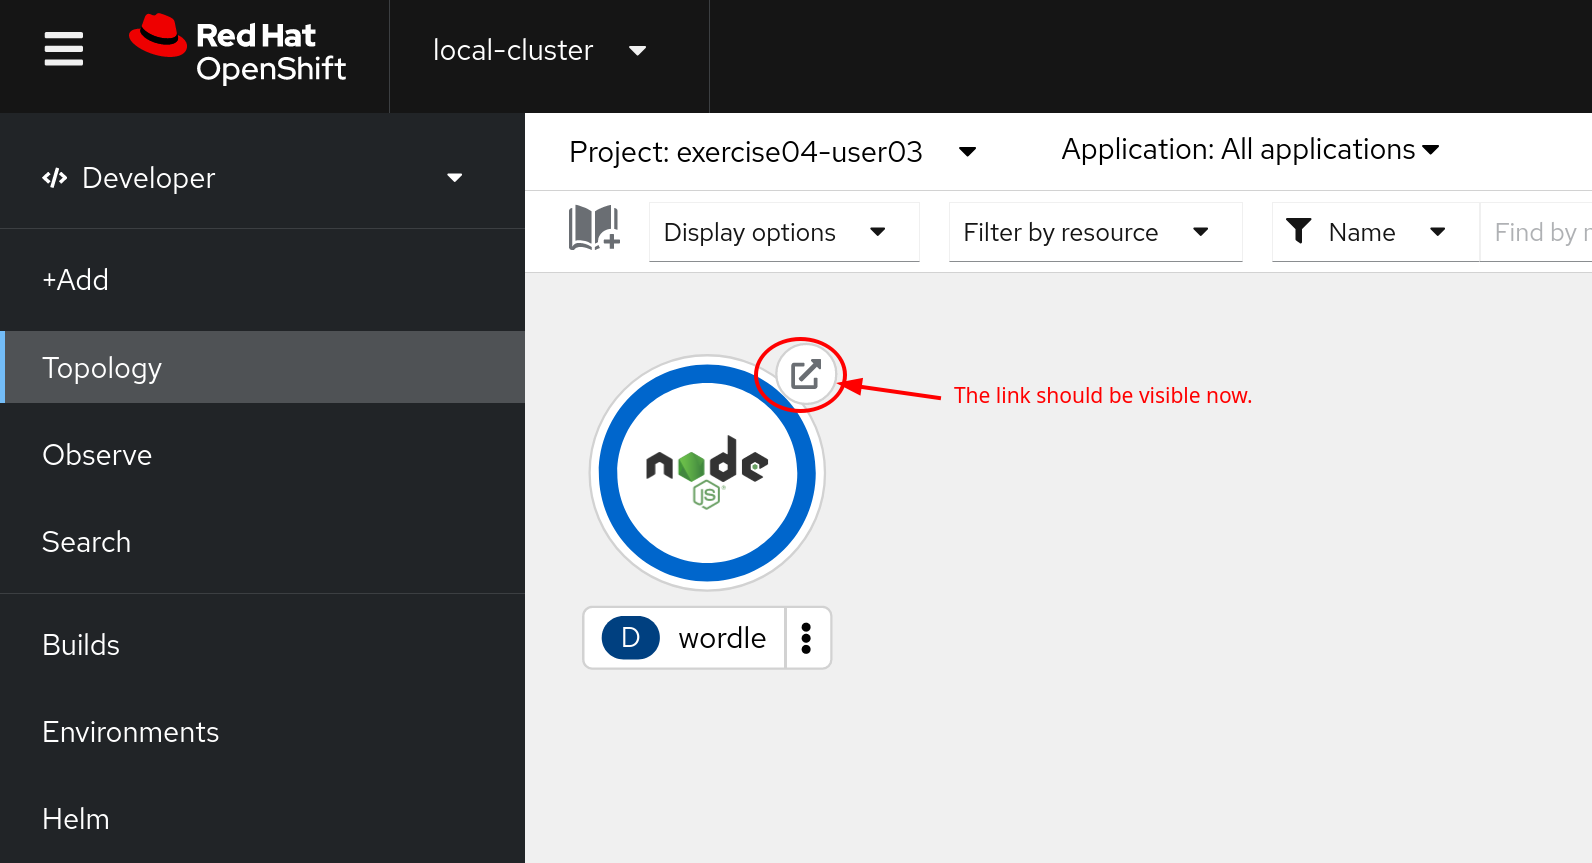 Red Hat
OpenShift
local-cluster
Developer
+Add
Topology
Observe
Search
Builds
Environments
Helm
Project: exercise04-user03
Application: All applications
Display options
Filter by resource
Name
Find by
The link should be visible now.
node
JS
D
wordle